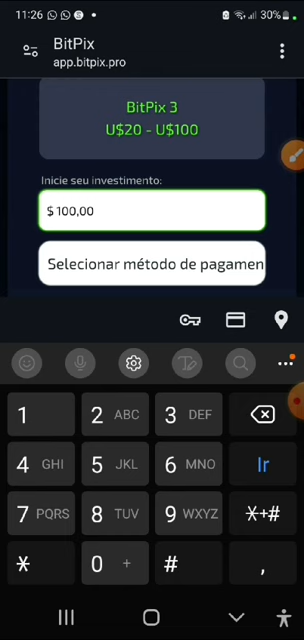 11:26
30%
BitPix
app.bitpix.pro
BitPix 3
U$20 - U$100
Inicie seu investimento:
$ 100,00
Selecionar método de pagamen
1
2 ABC
3 DEF
4 GHI
5 JKL
6 MNO
Ir
7 PQRS
8 TUV
9 WXYZ
*+#
*
0 +
#
,